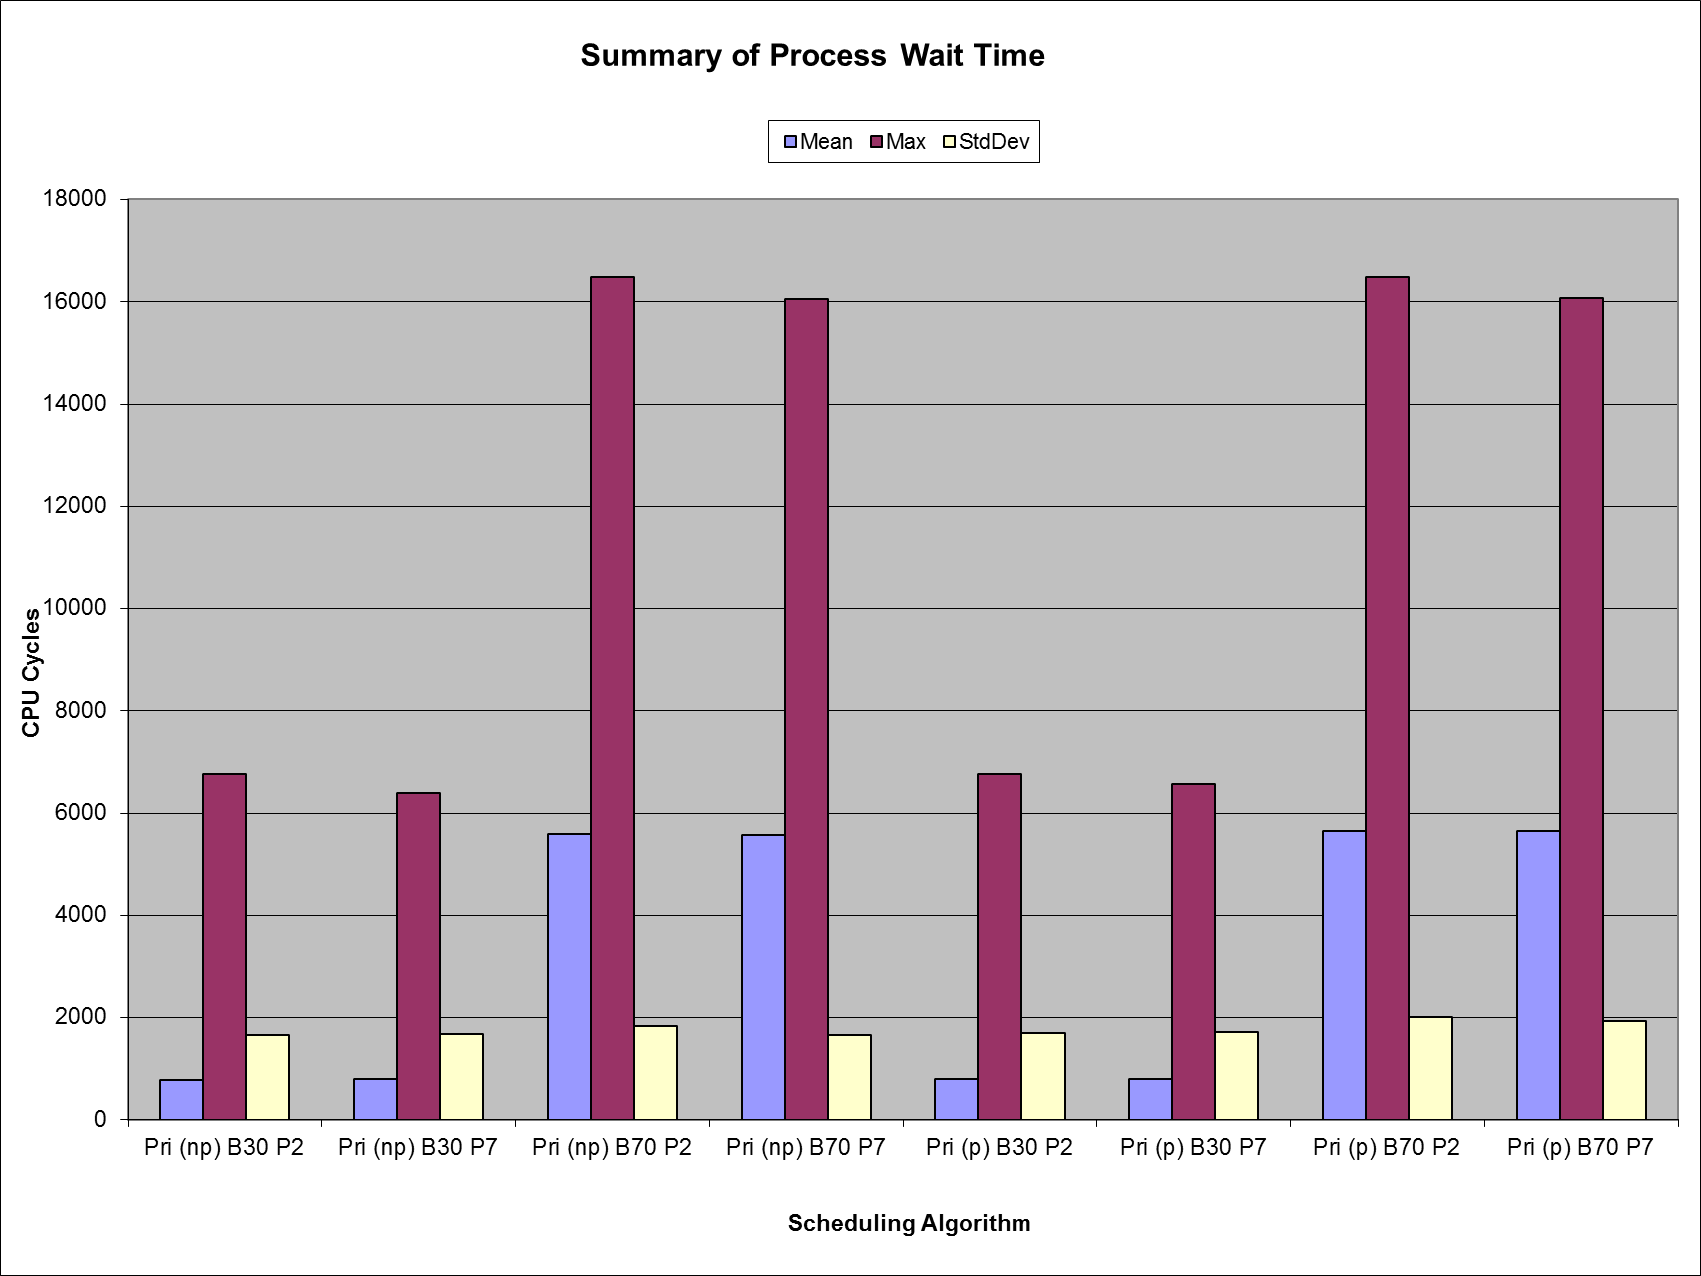 Summary of Process Wait Time
Mean Max StdDev
18000
16000
14000
12000
10000
8000
6000
4000
2000
0
CPU Cycles
Pri (np) B30 P2 Pri (np) B30 P7 Pri (np) B70 P2 Pri (np) B70 P7 Pri (p) B30 P2 Pri (p) B30 P7 Pri (p) B70 P2 Pri (p) B70 P7
Scheduling Algorithm